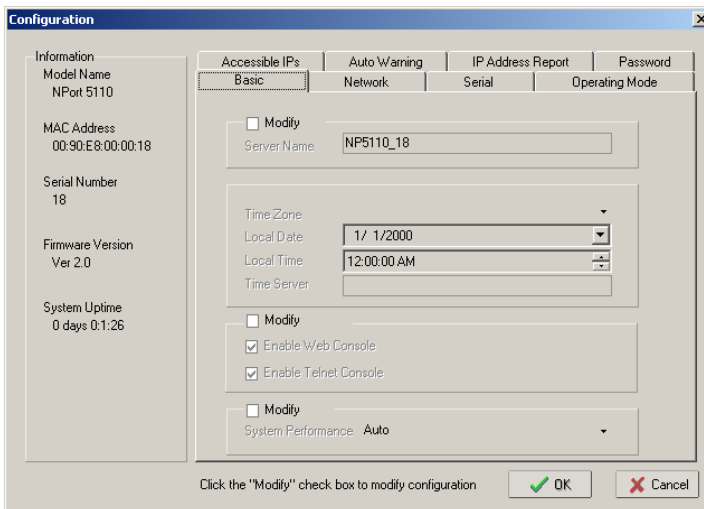 Configuration
Information
Model Name
NPort 5110
MAC Address
00:90:E8:00:00:18
Serial Number
18
Firmware Version
Ver 2.0
System Uptime
0 days 0:1:26
Accessible IPs
Auto Warning
IP Address Report
Password
Basic
Network
Serial
Operating Mode
Modify
Server Name
NP5110_18
Time Zone
Local Date
1/ 1/2000
Local Time
12:00:00 AM
Time Server
Modify
Enable Web Console
Enable Telnet Console
Modify
System Performance
Auto
Click the "Modify" check box to modify configuration
OK
Cancel